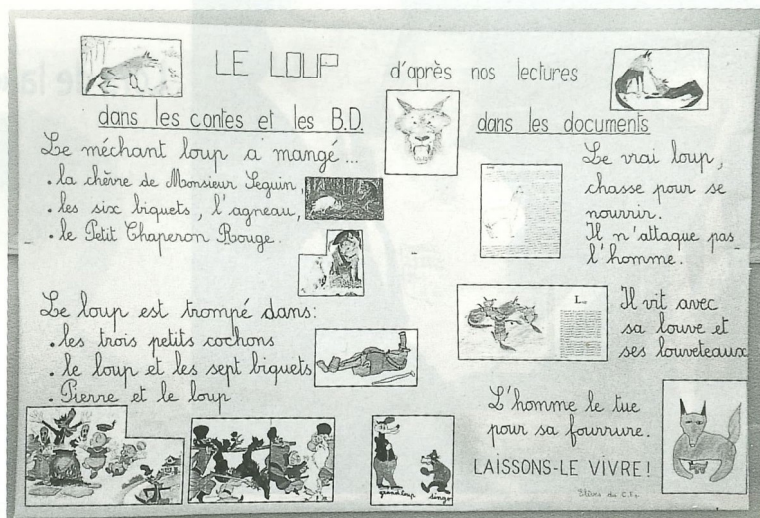 LE LOUP d'après nos lectures
dans les contes et les B.D.
Le méchant loup a mangé...
. la chèvre de Monsieur Seguin,
. les six biquets, l'agneau,
. le Petit Chaperon Rouge.
Le loup est trompé dans:
. les trois petits cochons
. le loup et les sept biquets
. Pierre et le loup
grand loup
dans les documents
Le vrai loup,
chasse pour se
nourrir.
Il n'attaque pas
l'homme.
Il vit avec
sa louve et
ses louveteaux
L'homme le tue
pour sa fourrure.
LAISSONS-LE VIVRE!